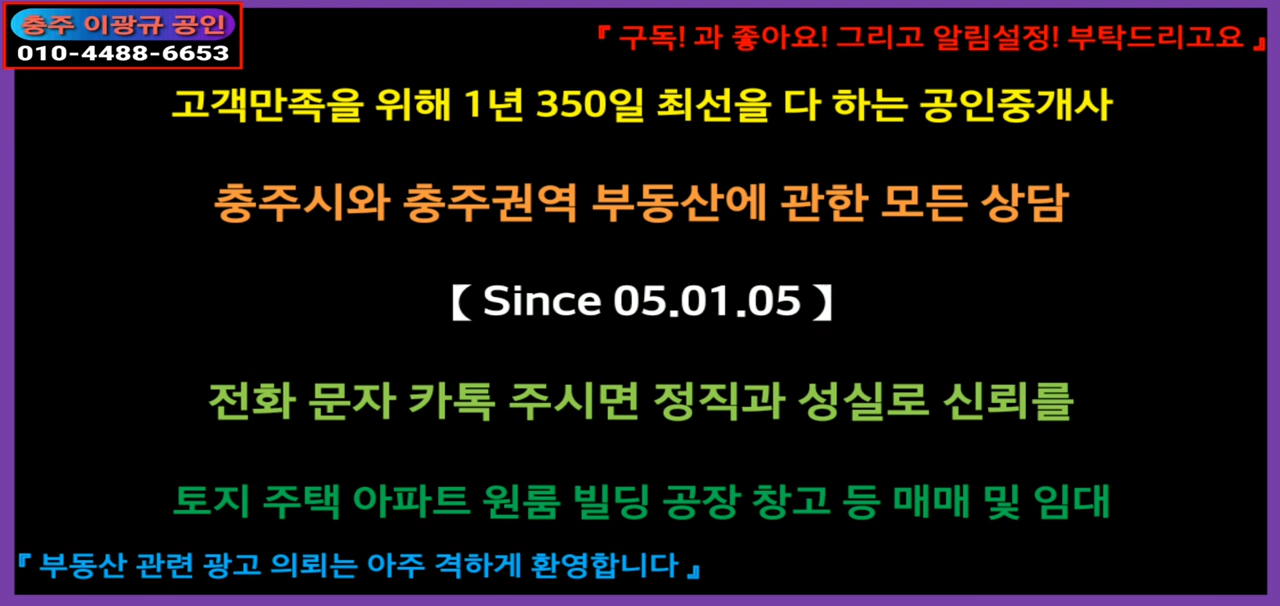 충주 이광규 공인
010-4488-6653
『 구독! 과 좋아요! 그리고 알림설정! 부탁드리고요 』
고객만족을 위해 1년 350일 최선을 다 하는 공인중개사
충주시와 충주권역 부동산에 관한 모든 상담
【 Since 05.01.05 】
전화 문자 카톡 주시면 정직과 성실로 신뢰를
토지 주택 아파트 원룸 빌딩 공장 창고 등 매매 및 임대
『 부동산 관련 광고 의뢰는 아주 격하게 환영합니다 』